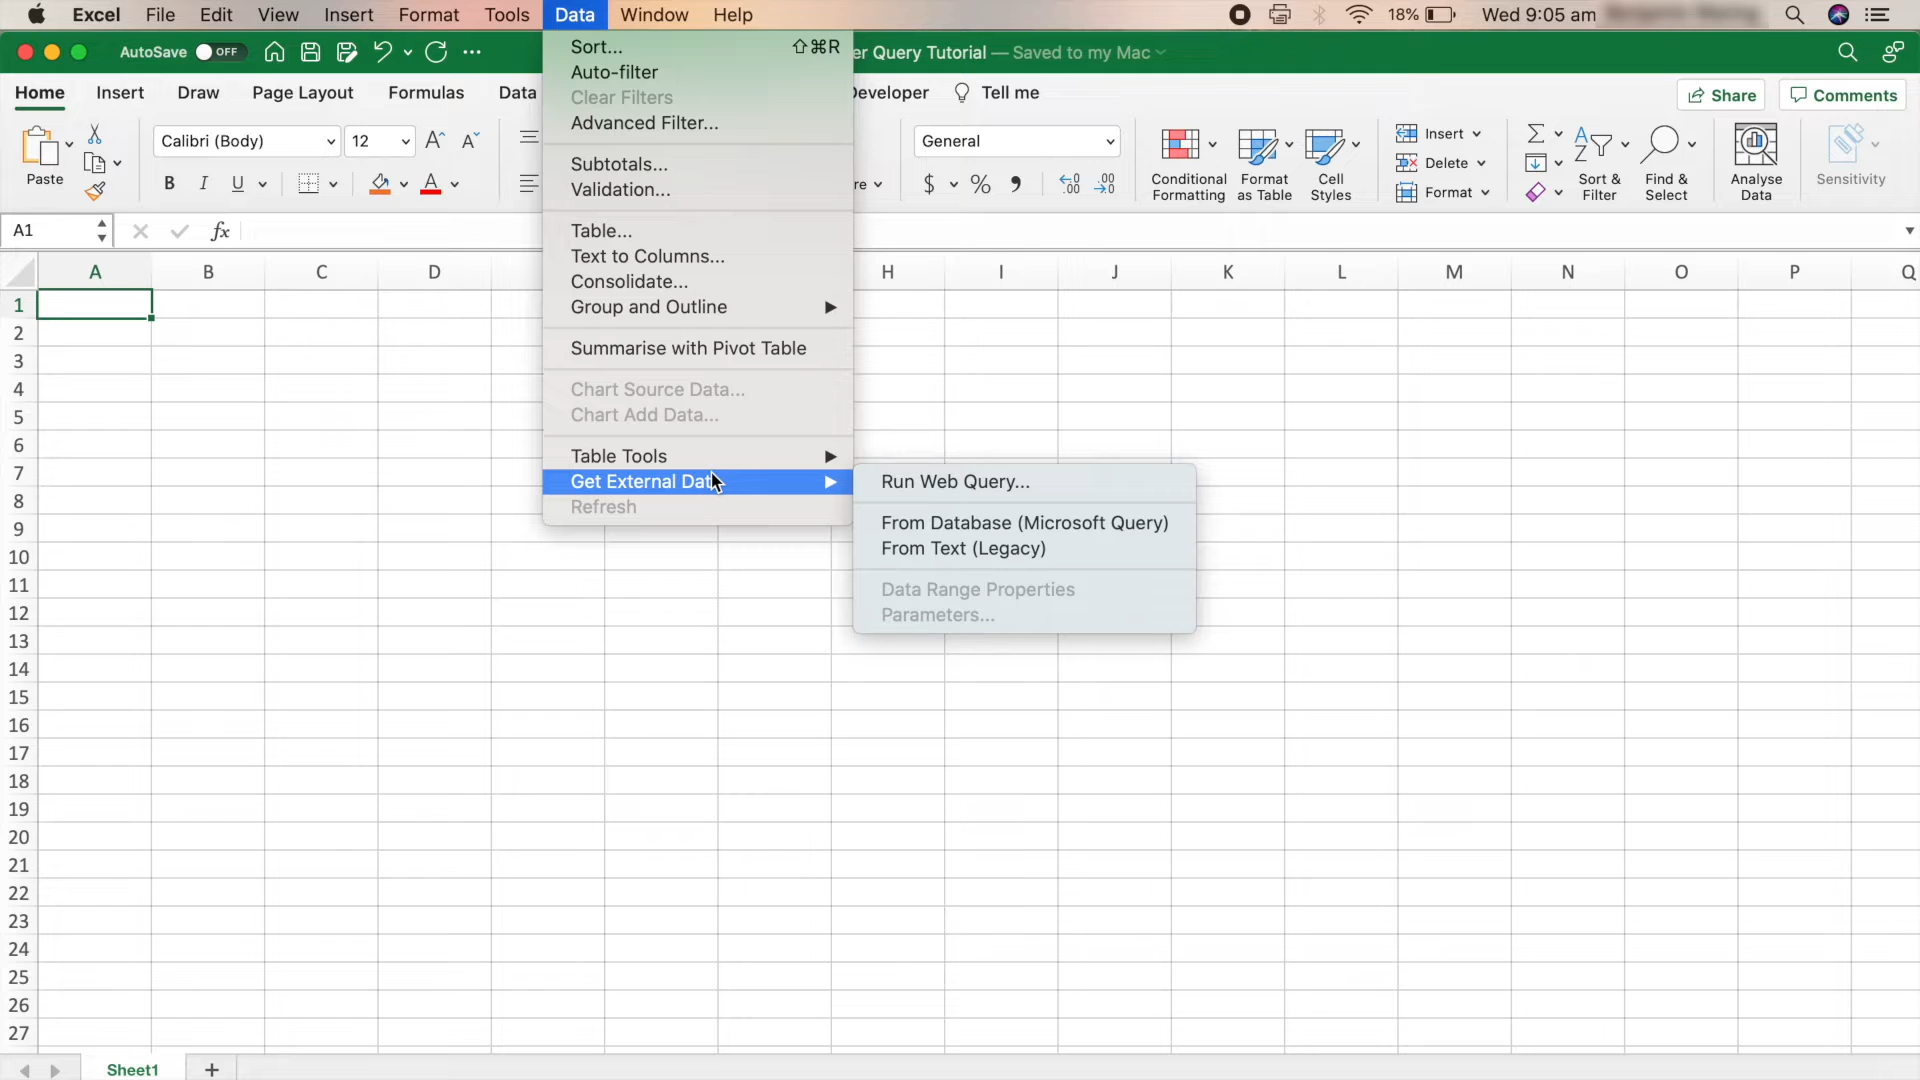 Excel File Edit View Insert Format Tools Data Window Help 18% Wed 9:05 am
AutoSave OFF er Query Tutorial — Saved to my Mac
Home Insert Draw Page Layout Formulas Data Developer Tell me Share Comments
Paste
Calibri (Body) 12
B I U
re
General
$ % 9
Conditional
Formatting
Format
as Table
Cell
Styles
Insert
Delete
Format
Sort &
Filter
Find &
Select
Analyse
Data
Sensitivity
A1 fx
Sort... ⇧⌘R
Auto-filter
Clear Filters
Advanced Filter...
Subtotals...
Validation...
Table...
Text to Columns...
Consolidate...
Group and Outline
Summarise with Pivot Table
Chart Source Data...
Chart Add Data...
Table Tools
Get External Data
Refresh
Run Web Query...
From Database (Microsoft Query)
From Text (Legacy)
Data Range Properties
Parameters...
A B C D H I J K L M N O P Q
1
2
3
4
5
6
7
8
9
10
11
12
13
14
15
16
17
18
19
20
21
22
23
24
25
26
27
Sheet1 +